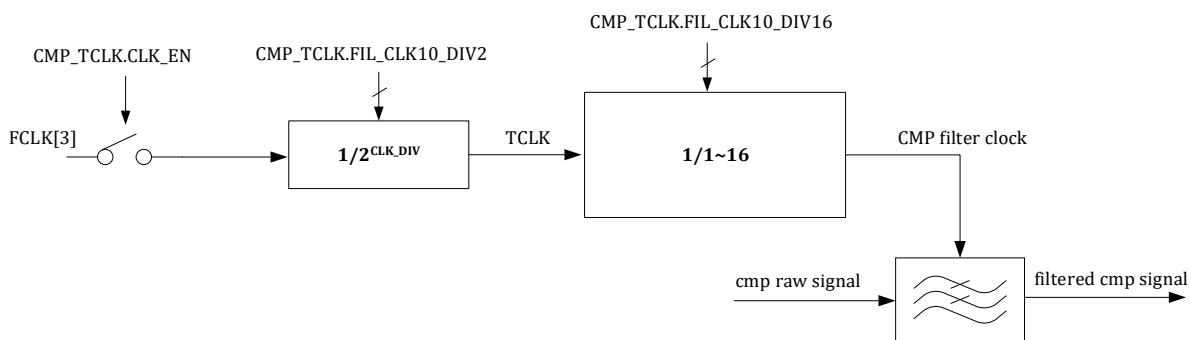 CMP_TCLK.FIL_CLK10_DIV16
CMP_TCLK.CLK_EN
CMP_TCLK.FIL_CLK10_DIV2
FCLK[3]
1/2^CLK_DIV
TCLK
1/1~16
CMP filter clock
cmp raw signal
filtered cmp signal